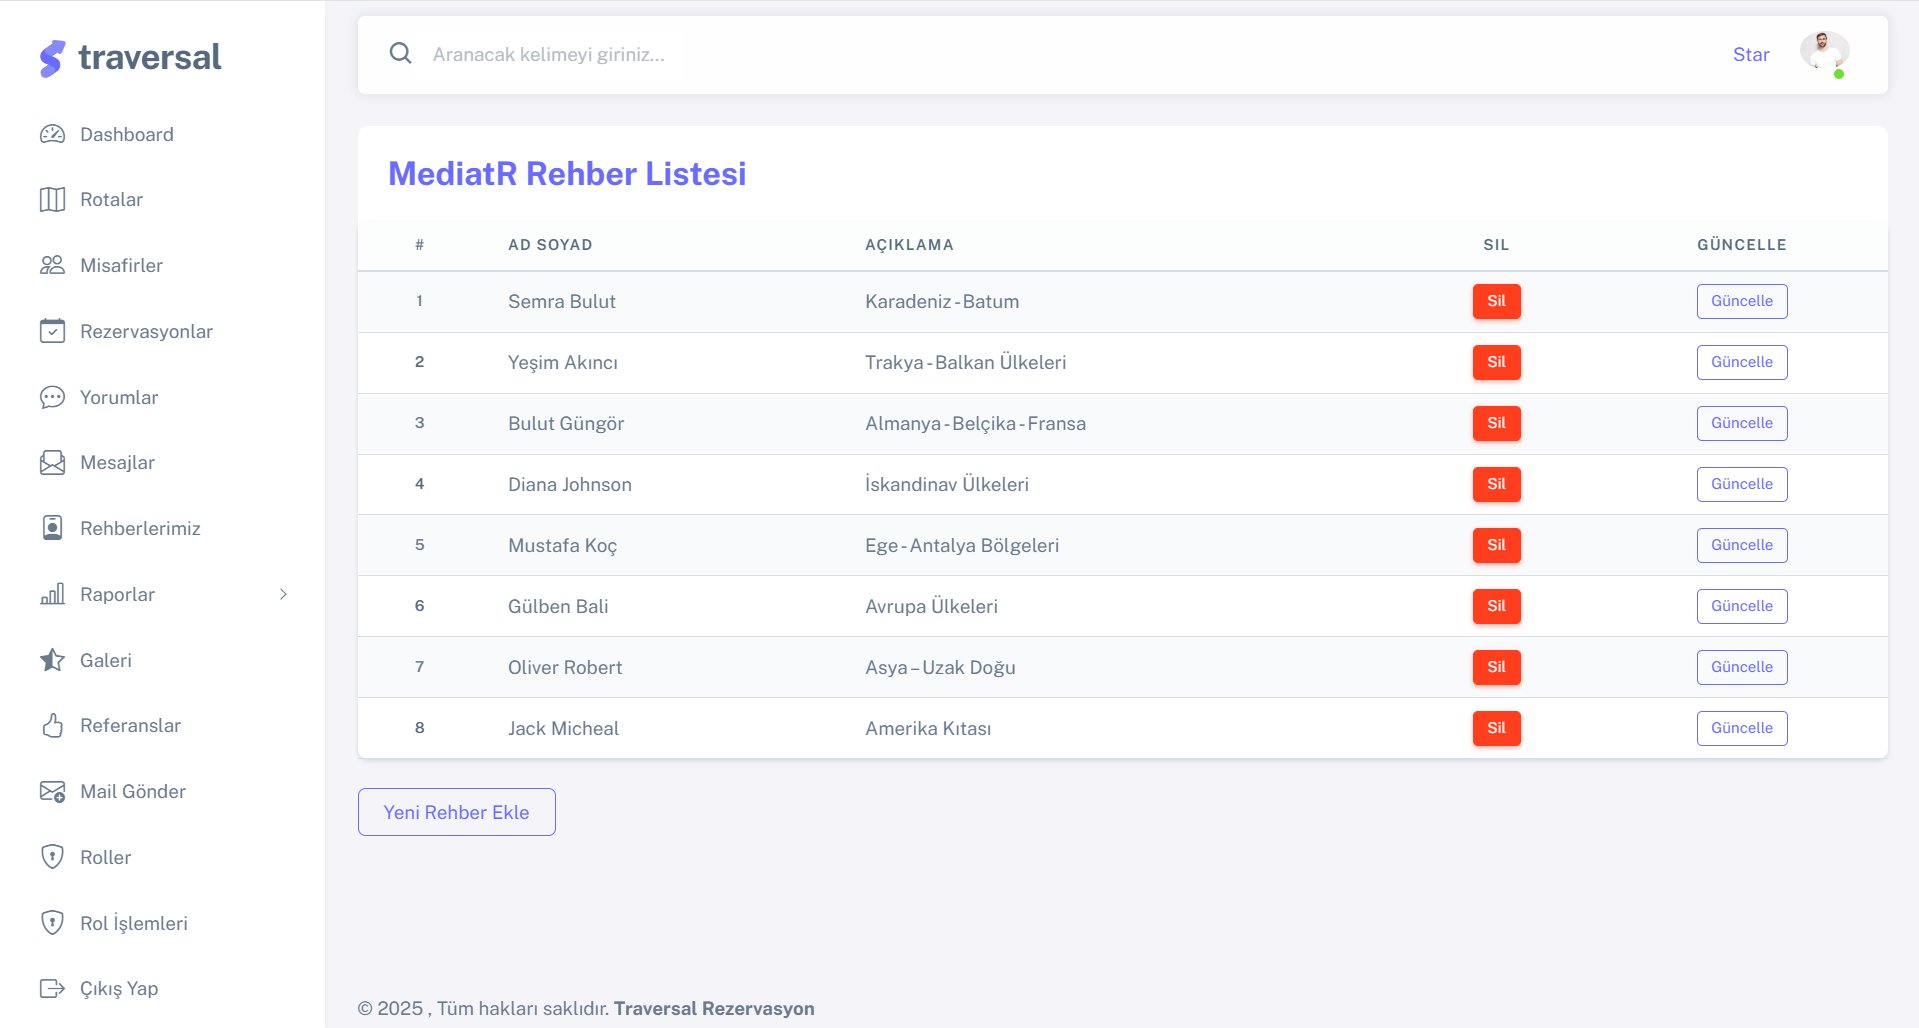 traversal
Dashboard
Rotalar
Misafirler
Rezervasyonlar
Yorumlar
Mesajlar
Rehberlerimiz
Raporlar
Galeri
Referanslar
Mail Gönder
Roller
Rol İşlemleri
Çıkış Yap
Aranacak kelimeyi giriniz...
Star
MediatR Rehber Listesi
# AD SOYAD AÇIKLAMA SIL GÜNCELLE
1 Semra Bulut Karadeniz - Batum Sil Güncelle
2 Yeşim Akıncı Trakya - Balkan Ülkeleri Sil Güncelle
3 Bulut Güngör Almanya - Belçika - Fransa Sil Güncelle
4 Diana Johnson İskandinav Ülkeleri Sil Güncelle
5 Mustafa Koç Ege - Antalya Bölgeleri Sil Güncelle
6 Gülben Bali Avrupa Ülkeleri Sil Güncelle
7 Oliver Robert Asya – Uzak Doğu Sil Güncelle
8 Jack Micheal Amerika Kıtası Sil Güncelle
Yeni Rehber Ekle
© 2025 , Tüm hakları saklıdır. Traversal Rezervasyon